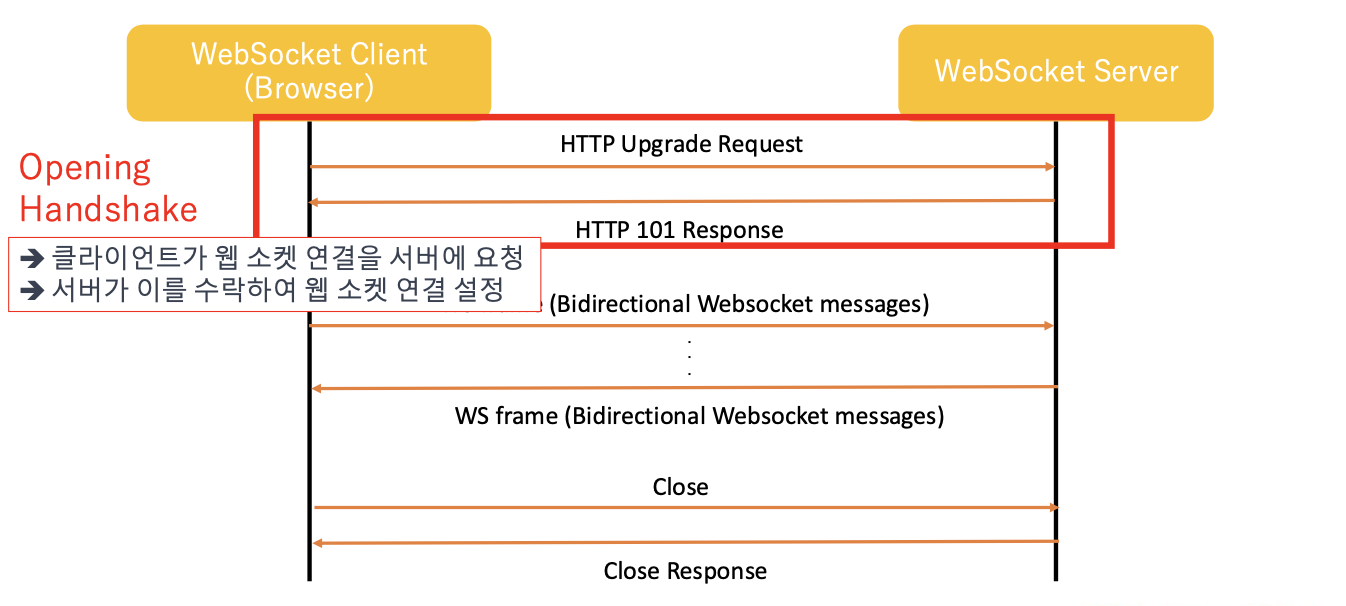 WebSocket Client
(Browser)
WebSocket Server
HTTP Upgrade Request
Opening
Handshake
HTTP 101 Response
➔ 클라이언트가 웹 소켓 연결을 서버에 요청
➔ 서버가 이를 수락하여 웹 소켓 연결 설정
(Bidirectional Websocket messages)
.
.
.
WS frame (Bidirectional Websocket messages)
Close
Close Response